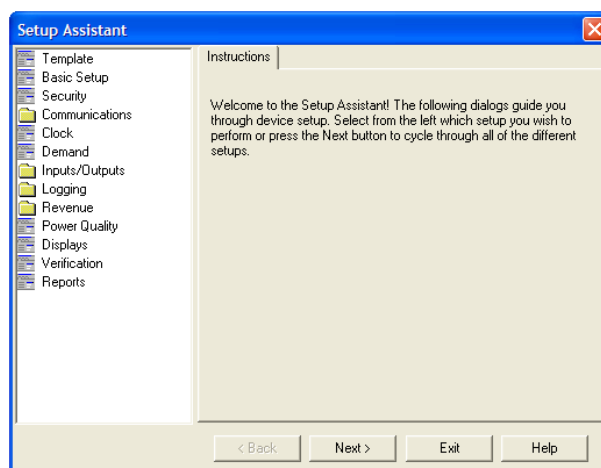 Setup Assistant
Template
Basic Setup
Security
Communications
Clock
Demand
Inputs/Outputs
Logging
Revenue
Power Quality
Displays
Verification
Reports
Instructions
Welcome to the Setup Assistant! The following dialogs guide you
through device setup. Select from the left which setup you wish to
perform or press the Next button to cycle through all of the different
setups.
< Back
Next >
Exit
Help